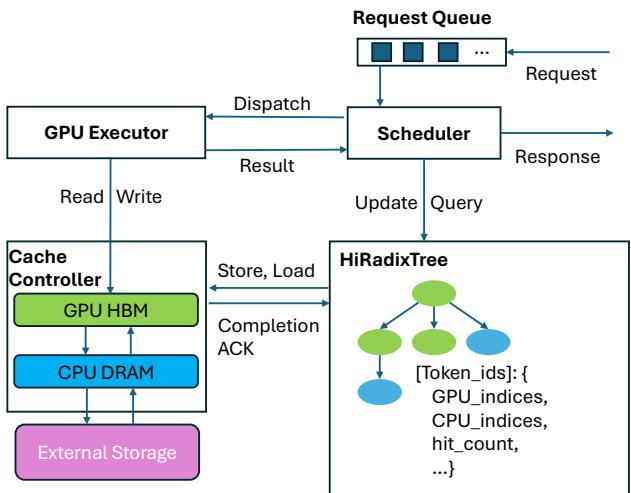 Request Queue
...
Request
Dispatch
GPU Executor
Scheduler
Result
Response
Read Write
Update Query
Cache
Controller
Store, Load
HiRadixTree
GPU HBM
Completion
ACK
CPU DRAM
[Token_ids]: {
GPU_indices,
CPU_indices,
hit_count,
...}
External Storage